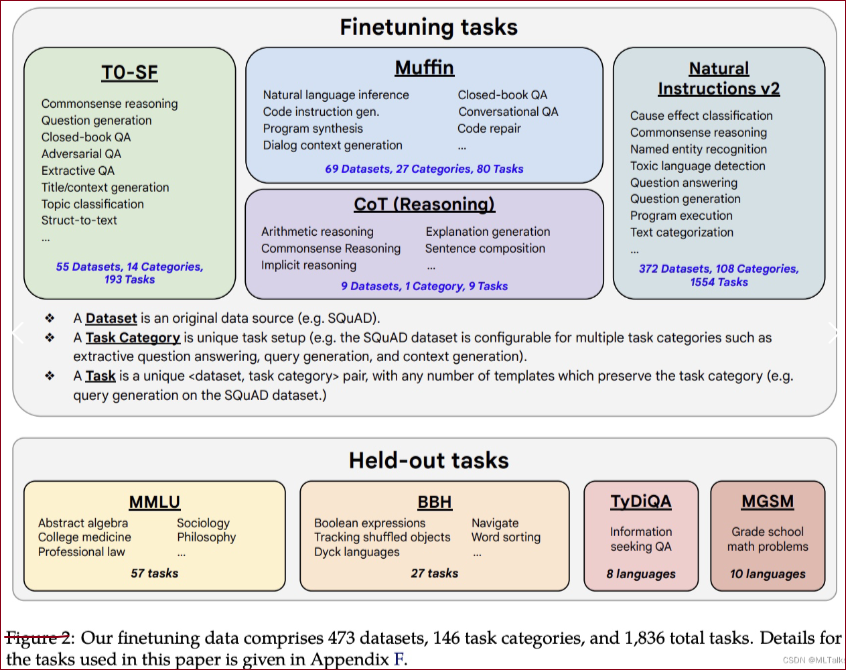 Finetuning tasks
T0-SF
Commonsense reasoning
Question generation
Closed-book QA
Adversarial QA
Extractive QA
Title/context generation
Topic classification
Struct-to-text
...
55 Datasets, 14 Categories,
193 Tasks
Muffin
Natural language inference
Code instruction gen.
Program synthesis
Dialog context generation
Closed-book QA
Conversational QA
Code repair
...
69 Datasets, 27 Categories, 80 Tasks
CoT (Reasoning)
Arithmetic reasoning
Commonsense Reasoning
Implicit reasoning
Explanation generation
Sentence composition
...
9 Datasets, 1 Category, 9 Tasks
Natural
Instructions v2
Cause effect classification
Commonsense reasoning
Named entity recognition
Toxic language detection
Question answering
Question generation
Program execution
Text categorization
...
372 Datasets, 108 Categories,
1554 Tasks
❖ A Dataset is an original data source (e.g. SQuAD).
❖ A Task Category is unique task setup (e.g. the SQuAD dataset is configurable for multiple task categories such as
extractive question answering, query generation, and context generation).
❖ A Task is a unique <dataset, task category> pair, with any number of templates which preserve the task category (e.g.
query generation on the SQuAD dataset.)
Held-out tasks
MMLU
Abstract algebra
College medicine
Professional law
Sociology
Philosophy
...
57 tasks
BBH
Boolean expressions
Tracking shuffled objects
Dyck languages
Navigate
Word sorting
...
27 tasks
TyDiQA
Information
seeking QA
8 languages
MGSM
Grade school
math problems
10 languages
Figure 2: Our finetuning data comprises 473 datasets, 146 task categories, and 1,836 total tasks. Details for
the tasks used in this paper is given in Appendix F.
CSDN @MLTalk